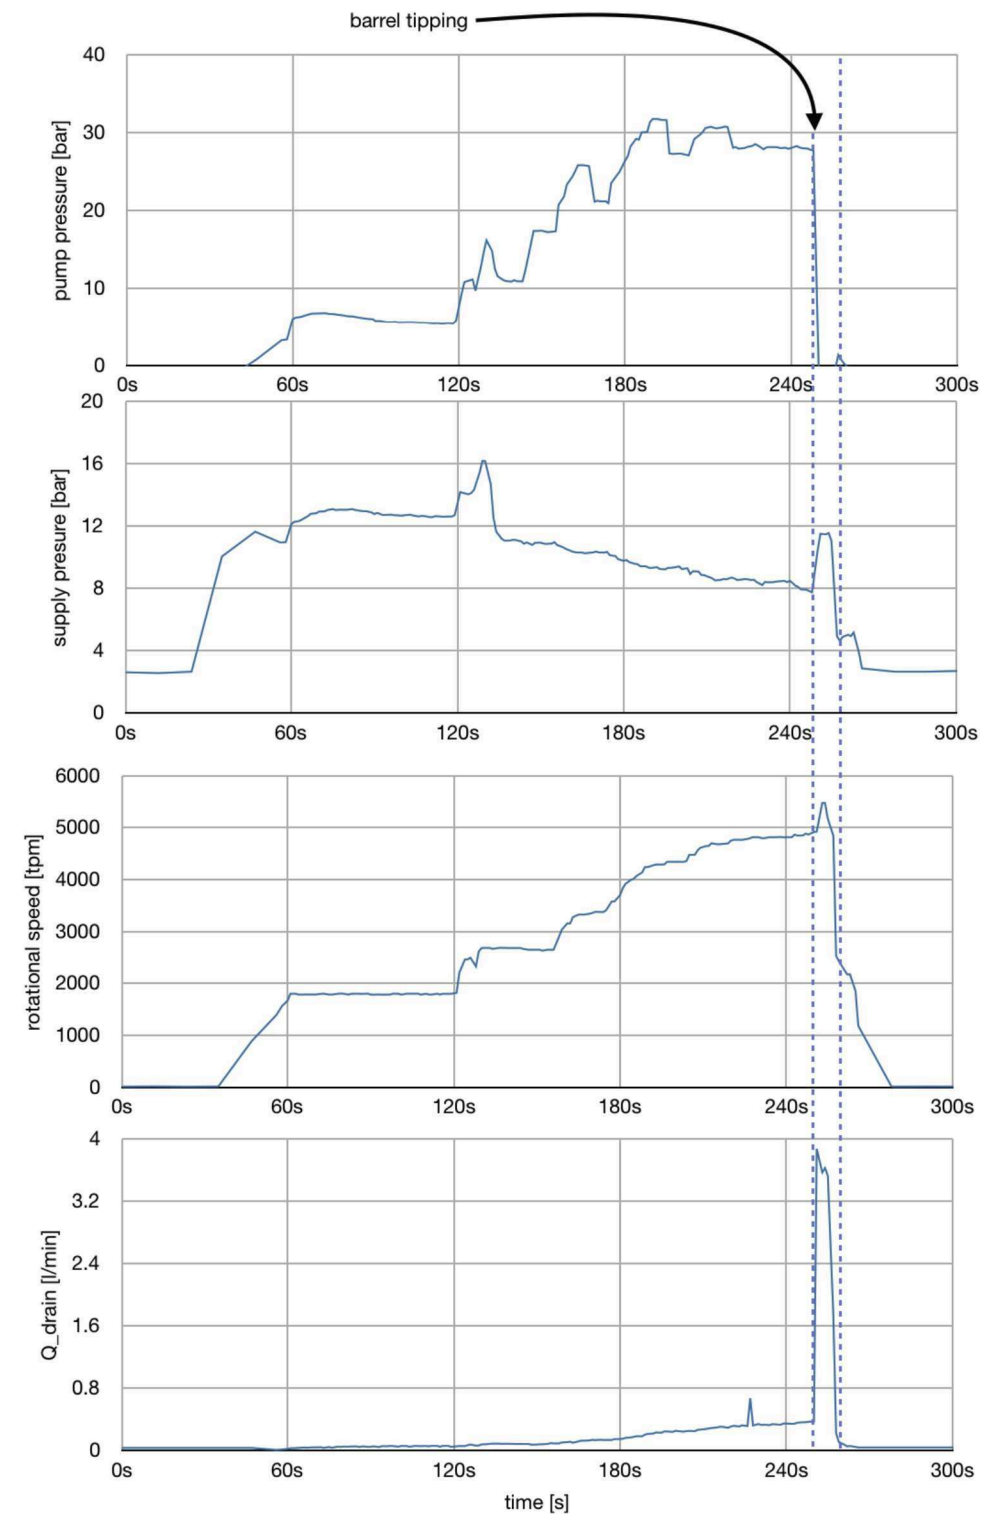 barrel tipping
40
30
20
10
0
pump pressure [bar]
0s 60s 120s 180s 240s 300s
20
16
12
8
4
0
supply presure [bar]
0s 60s 120s 180s 240s 300s
6000
5000
4000
3000
2000
1000
0
rotational speed [tpm]
0s 60s 120s 180s 240s 300s
4
3.2
2.4
1.6
0.8
0
Q_drain [l/min]
0s 60s 120s 180s 240s 300s
time [s]